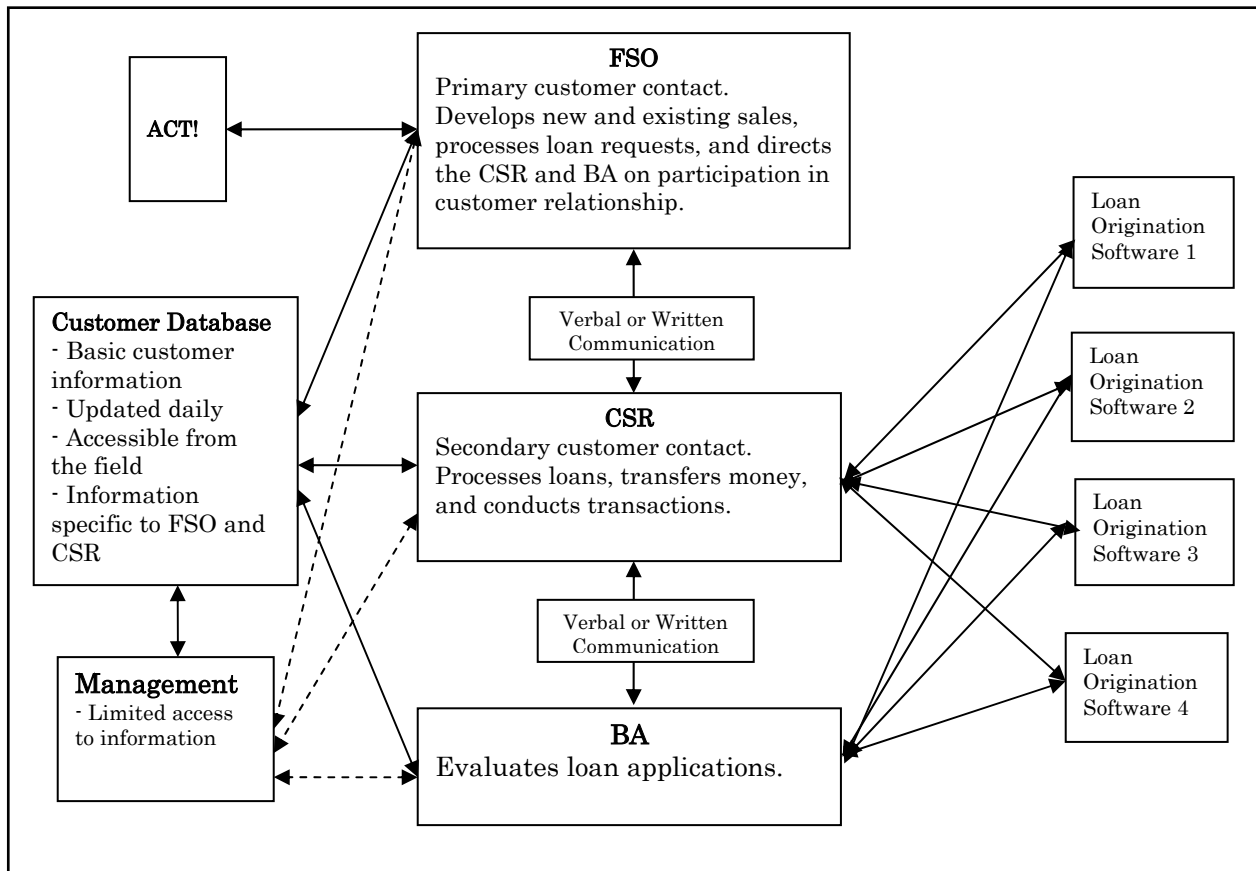 ACT!
FSO
Primary customer contact.
Develops new and existing sales,
processes loan requests, and directs
the CSR and BA on participation in
customer relationship.
Loan
Origination
Software 1
Verbal or Written
Communication
Customer Database
- Basic customer
information
- Updated daily
- Accessible from
the field
- Information
specific to FSO and
CSR
Loan
Origination
Software 2
CSR
Secondary customer contact.
Processes loans, transfers money,
and conducts transactions.
Loan
Origination
Software 3
Verbal or Written
Communication
Loan
Origination
Software 4
Management
- Limited access
to information
BA
Evaluates loan applications.